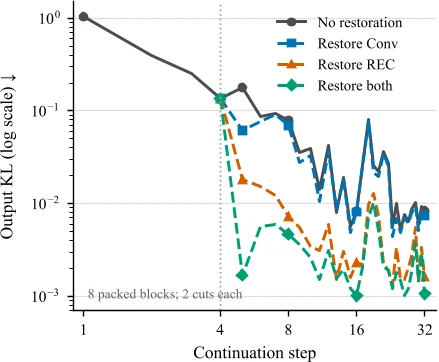 No restoration
Restore Conv
Restore REC
Restore both
Output KL (log scale) ↓
10⁰
10⁻¹
10⁻²
10⁻³
8 packed blocks; 2 cuts each
1 4 8 16 32
Continuation step